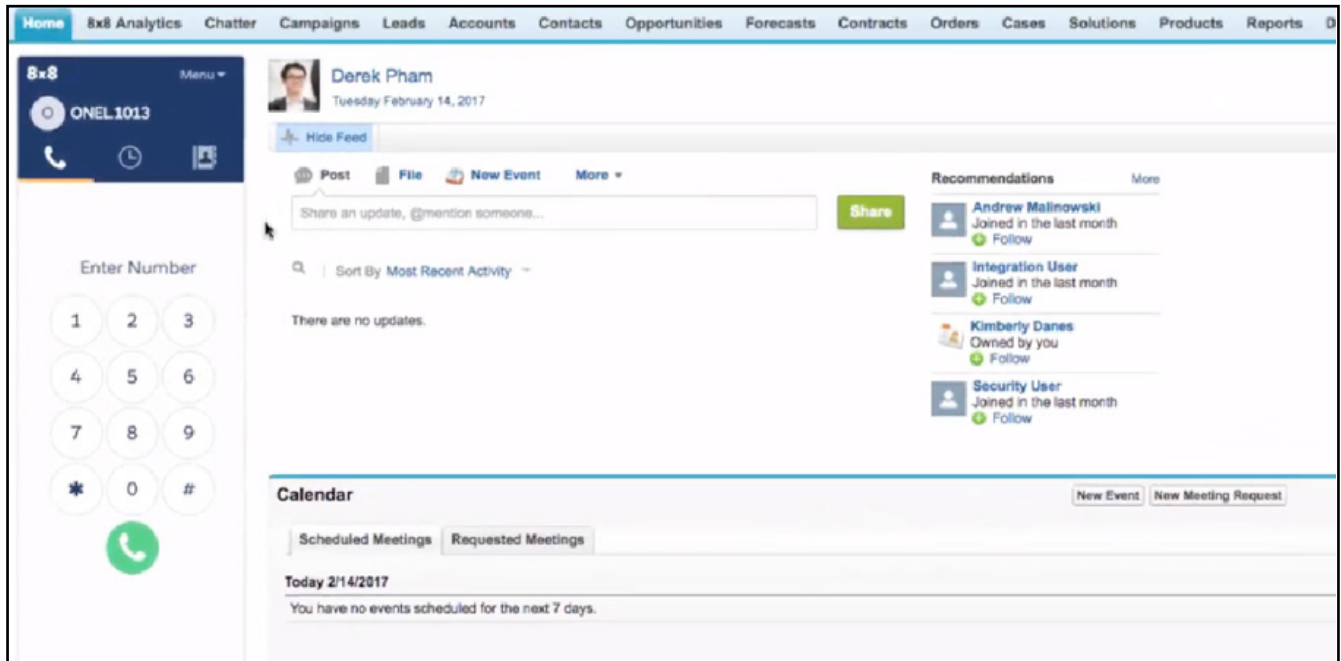 Home 8x8 Analytics Chatter Campaigns Leads Accounts Contacts Opportunities Forecasts Contracts Orders Cases Solutions Products Reports D
8x8 Menu
O ONEL1013
Enter Number
1 2 3
4 5 6
7 8 9
* 0 #
Derek Pham
Tuesday February 14, 2017
Hide Feed
Post File New Event More
Share an update, @mention someone... Share
Sort By Most Recent Activity
There are no updates.
Recommendations More
Andrew Malinowski
Joined in the last month
Follow
Integration User
Joined in the last month
Follow
Kimberly Danes
Owned by you
Follow
Security User
Joined in the last month
Follow
Calendar New Event New Meeting Request
Scheduled Meetings Requested Meetings
Today 2/14/2017
You have no events scheduled for the next 7 days.